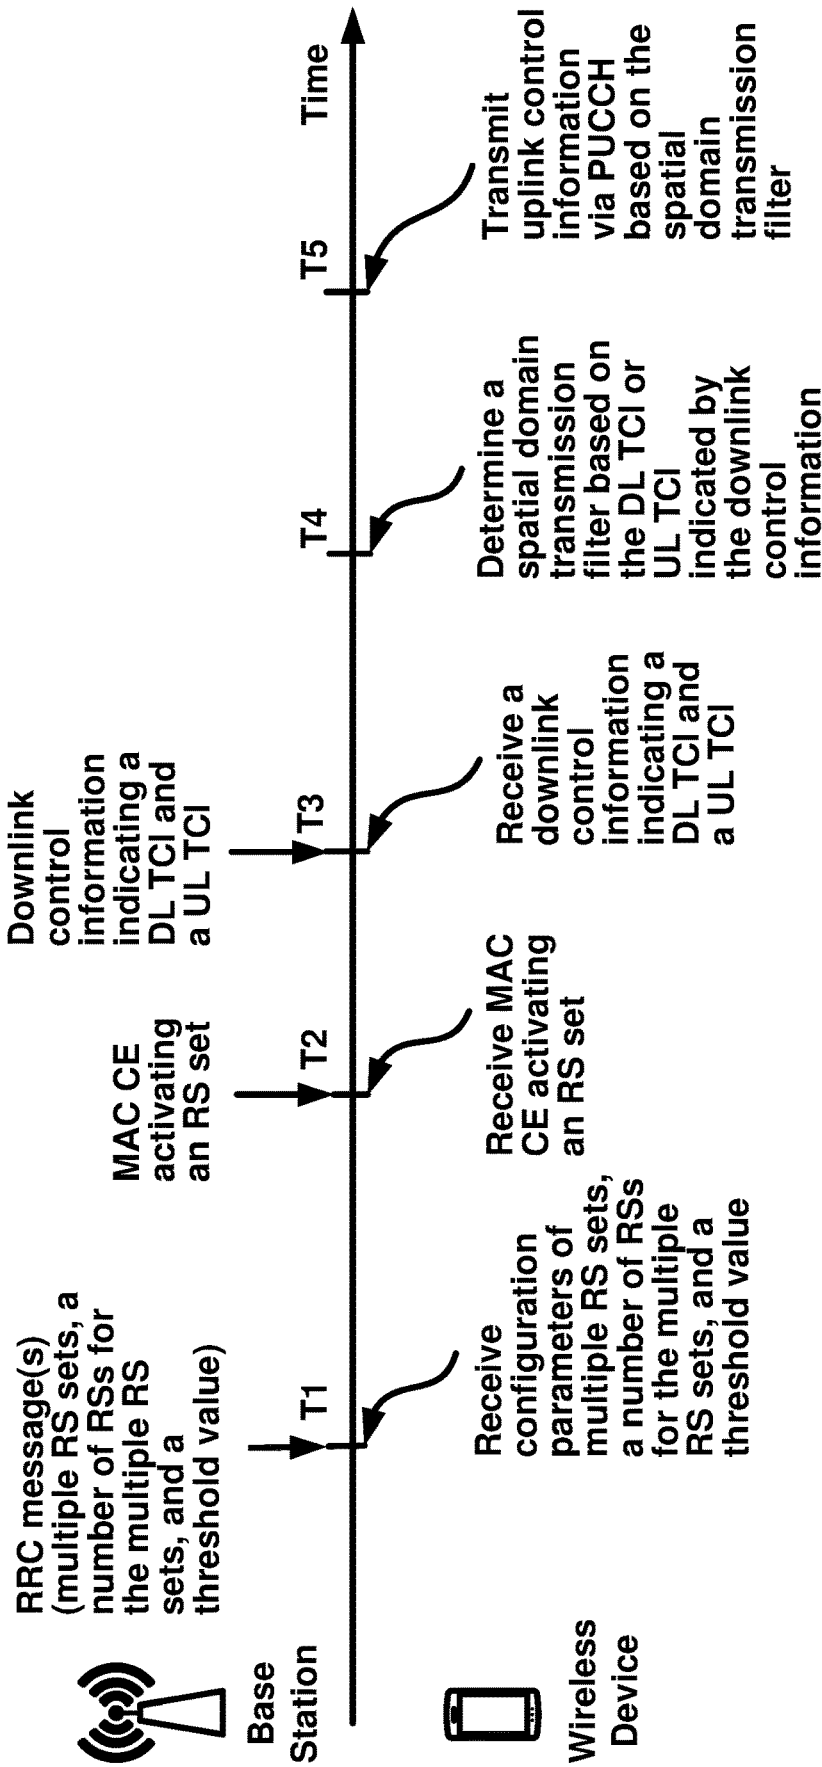 RRC message(s)
(multiple RS sets, a
number of RSs for
the multiple RS
sets, and a
threshold value)
MAC CE
activating
an RS set
Downlink
control
information
indicating a
DL TCI and
a UL TCI
Base
Station
T1
T2
T3
T4
T5
Time
Wireless
Device
Receive
configuration
parameters of
multiple RS sets,
a number of RSs
for the multiple
RS sets, and a
threshold value
Receive MAC
CE activating
an RS set
Receive a
downlink
control
information
indicating a
DL TCI and
a UL TCI
Determine a
spatial domain
transmission
filter based on
the DL TCI or
UL TCI
indicated by
the downlink
control
information
Transmit
uplink control
information
via PUCCH
based on the
spatial
domain
transmission
filter